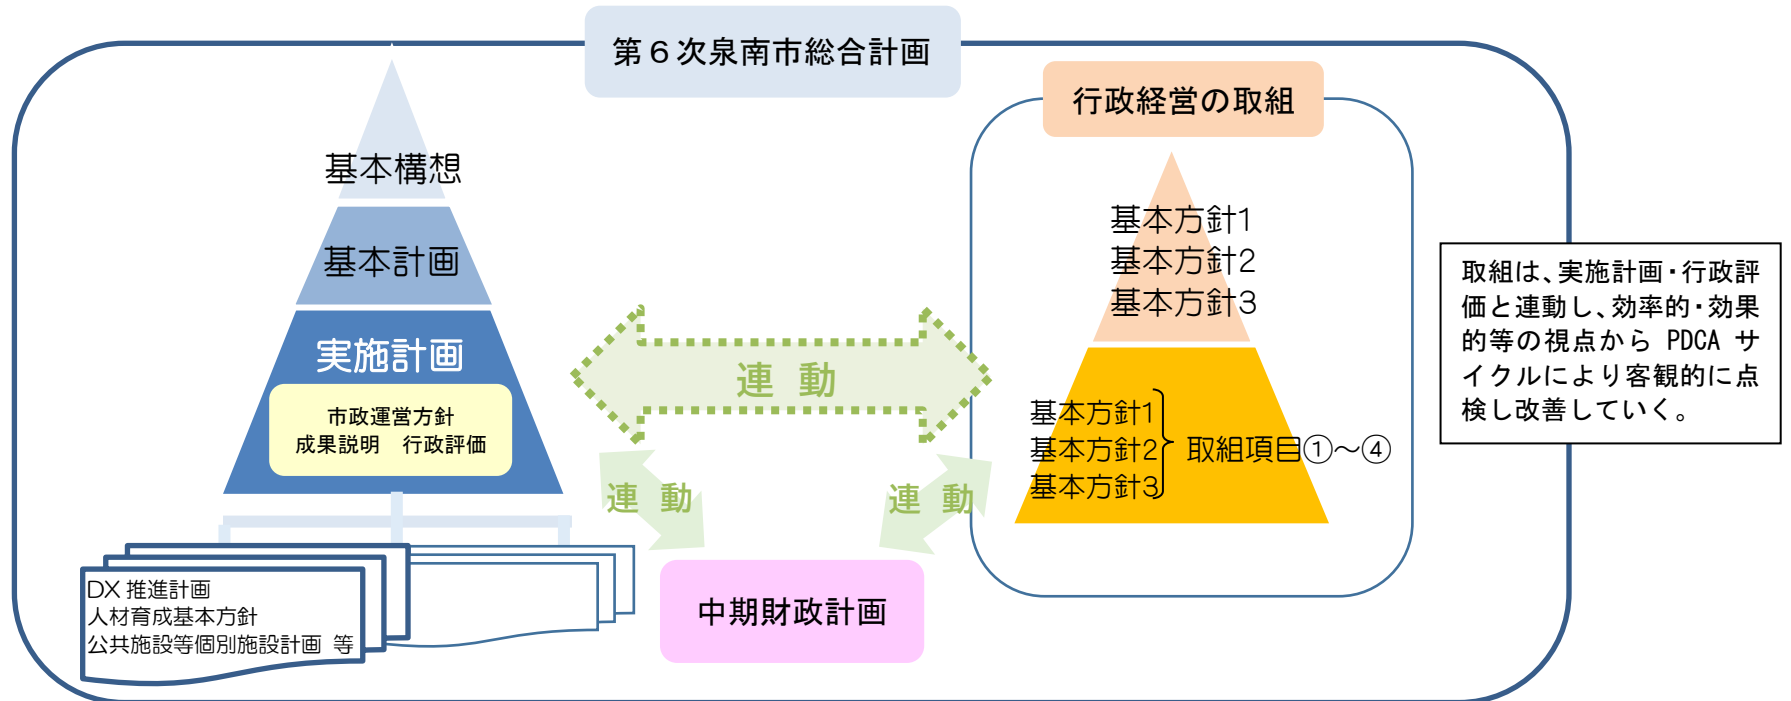 第６次泉南市総合計画
行政経営の取組
基本構想
基本計画
実施計画
市政運営方針
成果説明　行政評価
連 動
基本方針1
基本方針2
基本方針3
基本方針1
基本方針2
基本方針3
取組項目①～④
取組は、実施計画・行政評
価と連動し、効率的・効果
的等の視点から PDCA サ
イクルにより客観的に点
検し改善していく。
連 動
連 動
DX 推進計画
人材育成基本方針
公共施設等個別施設計画 等
中期財政計画